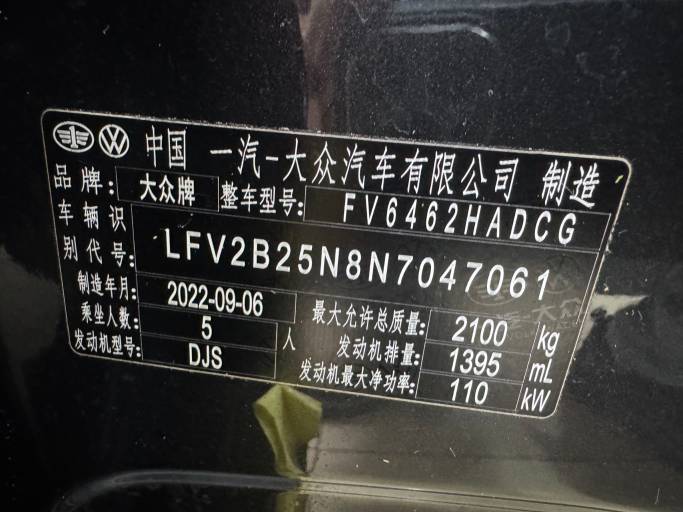 中国 一汽-大众汽车有限公司 制造
品牌: 大众牌 整车型号: FV6462HADCG
车辆识别代号: LFV2B25N8N7047061
制造年月: 2022-09-06 最大允许总质量: 2100 kg
乘坐人数: 5 人 发动机排量: 1395 mL
发动机型号: DJS 发动机最大净功率: 110 kW